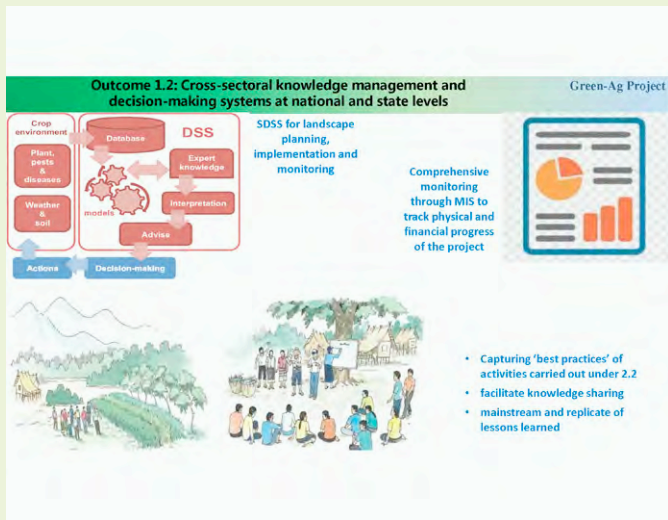 Outcome 1.2: Cross-sectoral knowledge management and
decision-making systems at national and state levels
Green-Ag Project
Crop
environment
Plant,
pests
&
diseases
Weather
&
soil
Database
DSS
models
Expert
knowledge
Interpretation
Advise
Actions
Decision-making
SDSS for landscape
planning,
implementation and
monitoring
Comprehensive
monitoring
through MIS to
track physical and
financial progress
of the project
• Capturing ‘best practices’ of
activities carried out under 2.2
• facilitate knowledge sharing
• mainstream and replicate of
lessons learned